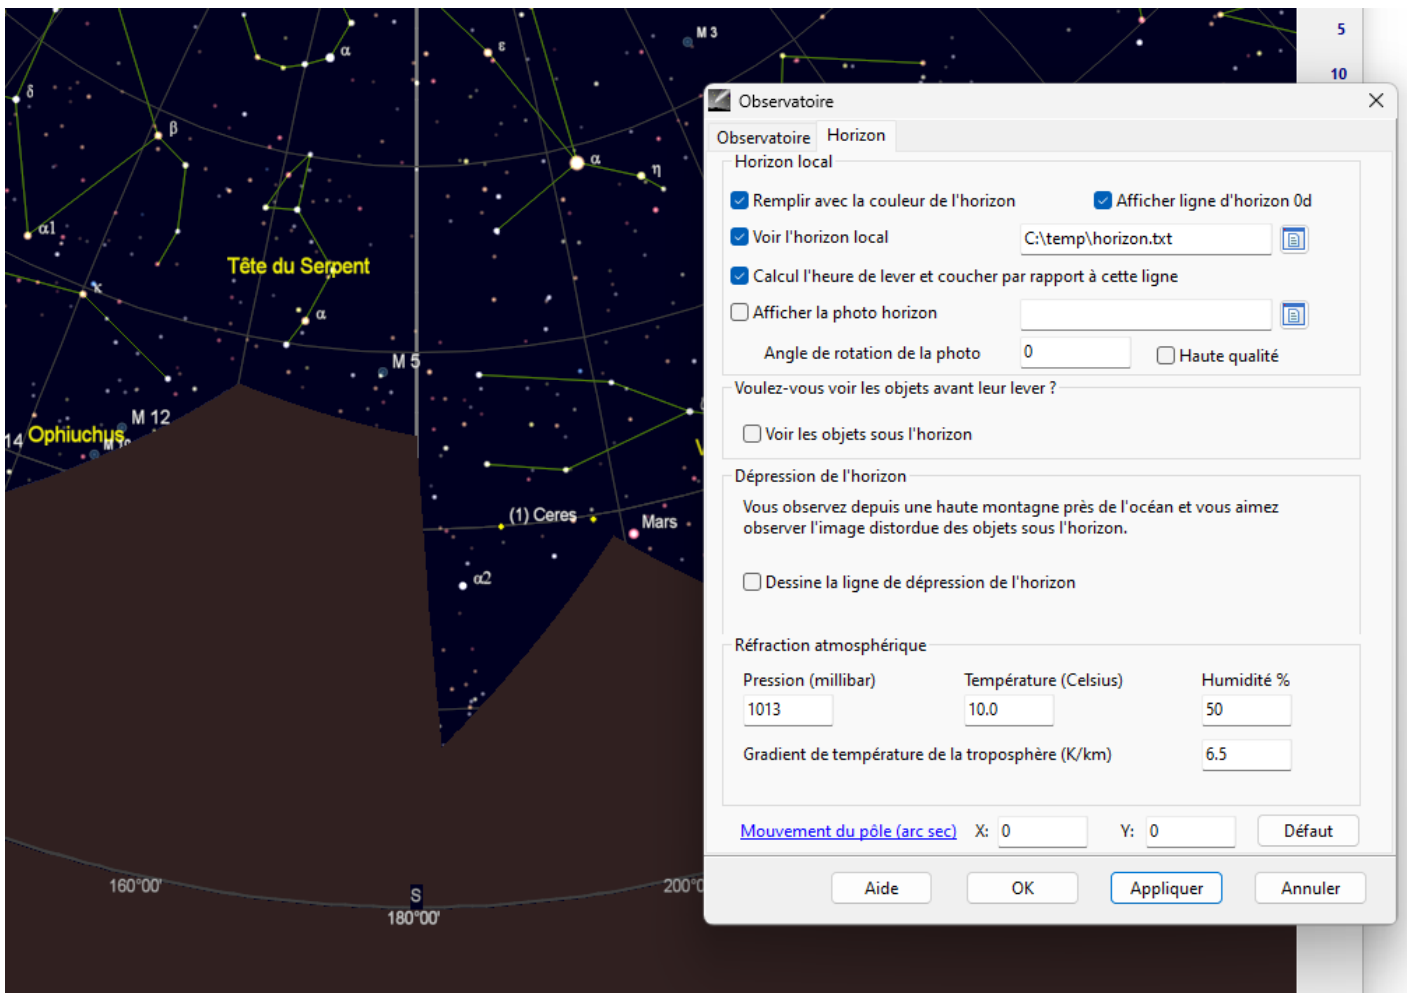 5
10
M 3
ε
α
δ
β
α
η
α1
Tête du Serpent
κ
α
M 5
M 12
14 Ophiuchus
(1) Ceres
Mars
α2
160°00'
S
180°00'
200°0
Observatoire
Observatoire Horizon
Horizon local
Remplir avec la couleur de l'horizon Afficher ligne d'horizon 0d
Voir l'horizon local C:\temp\horizon.txt
Calcul l'heure de lever et coucher par rapport à cette ligne
Afficher la photo horizon
Angle de rotation de la photo 0 Haute qualité
Voulez-vous voir les objets avant leur lever ?
Voir les objets sous l'horizon
Dépression de l'horizon
Vous observez depuis une haute montagne près de l'océan et vous aimez
observer l'image distordue des objets sous l'horizon.
Dessine la ligne de dépression de l'horizon
Réfraction atmosphérique
Pression (millibar) Température (Celsius) Humidité %
1013 10.0 50
Gradient de température de la troposphère (K/km) 6.5
Mouvement du pôle (arc sec) X: 0 Y: 0 Défaut
Aide OK Appliquer Annuler